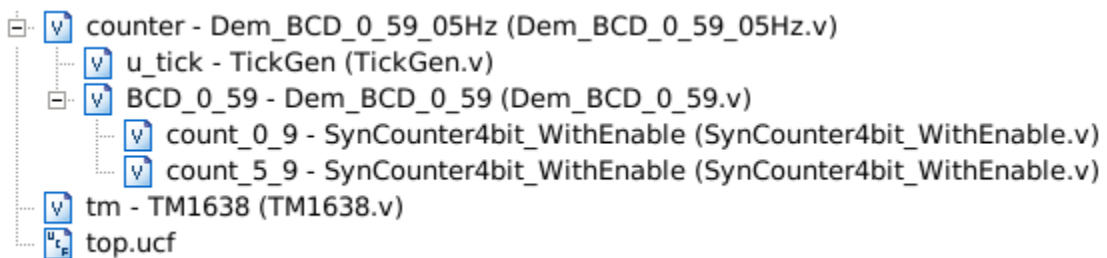 counter - Dem_BCD_0_59_05Hz (Dem_BCD_0_59_05Hz.v)
u_tick - TickGen (TickGen.v)
BCD_0_59 - Dem_BCD_0_59 (Dem_BCD_0_59.v)
count_0_9 - SynCounter4bit_WithEnable (SynCounter4bit_WithEnable.v)
count_5_9 - SynCounter4bit_WithEnable (SynCounter4bit_WithEnable.v)
tm - TM1638 (TM1638.v)
top.ucf